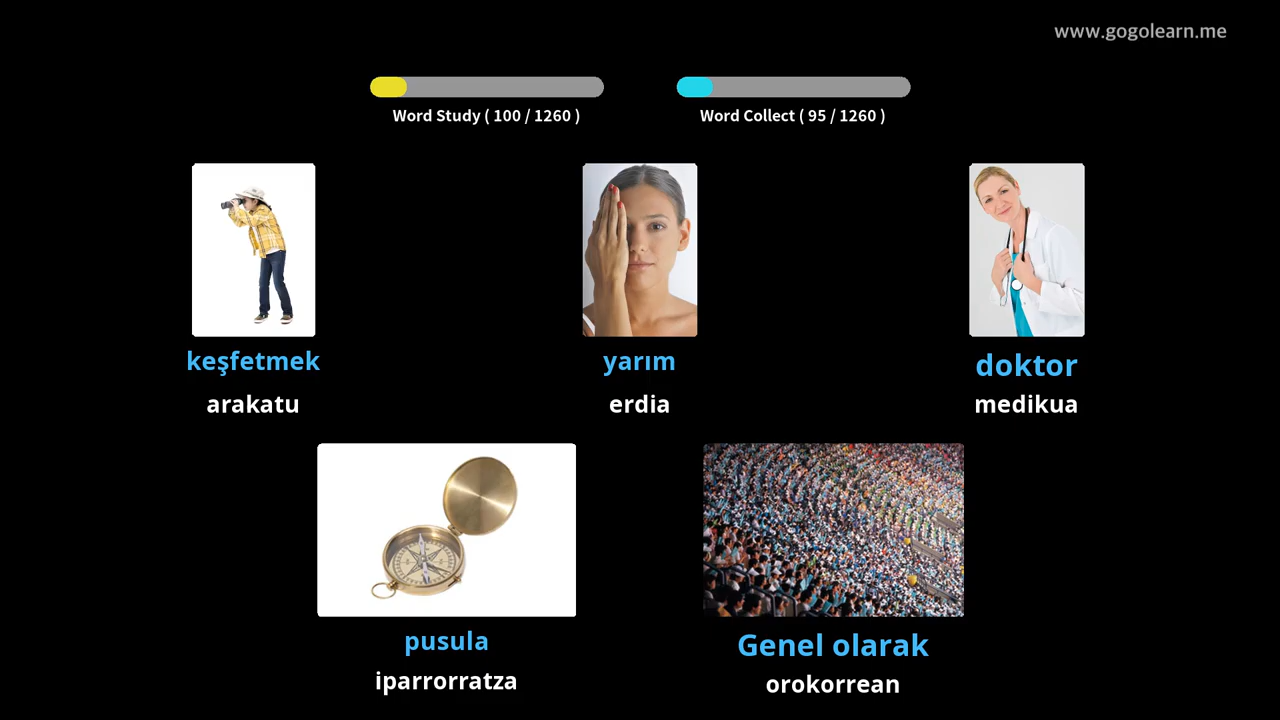 www.gogolearn.me
Word Study ( 100 / 1260 )
Word Collect ( 95 / 1260 )
keşfetmek
arakatu
yarım
erdia
doktor
medikua
pusula
iparrorratza
Genel olarak
orokorrean